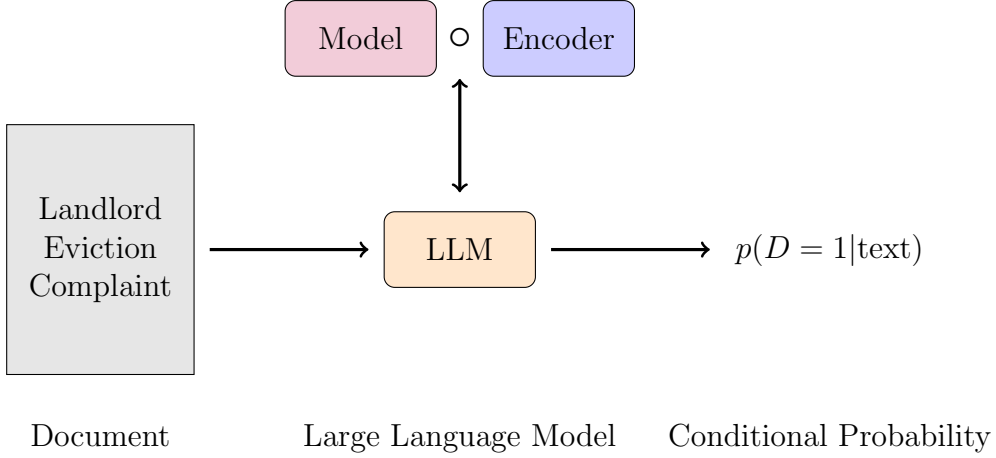 Model ○ Encoder
Landlord
Eviction
Complaint
LLM
p(D = 1|text)
Document
Large Language Model
Conditional Probability